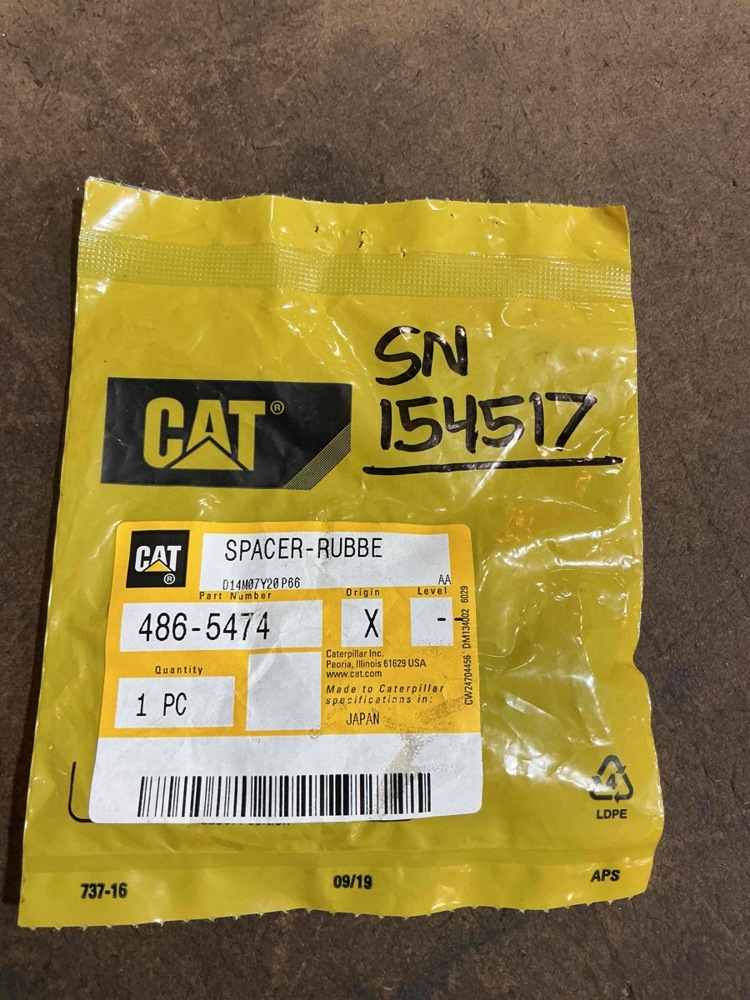 SN
154517
CAT®
CAT®
SPACER-RUBBE
D14M07Y20P66
AA
Part Number
Origin
Level
486-5474
X
--
Quantity
1 PC
Caterpillar Inc.
Peoria, Illinois 61629 USA
www.cat.com
Made to Caterpillar
specifications in:
JAPAN
CW24704456 DM134002 6029
4
LDPE
737-16
09/19
APS